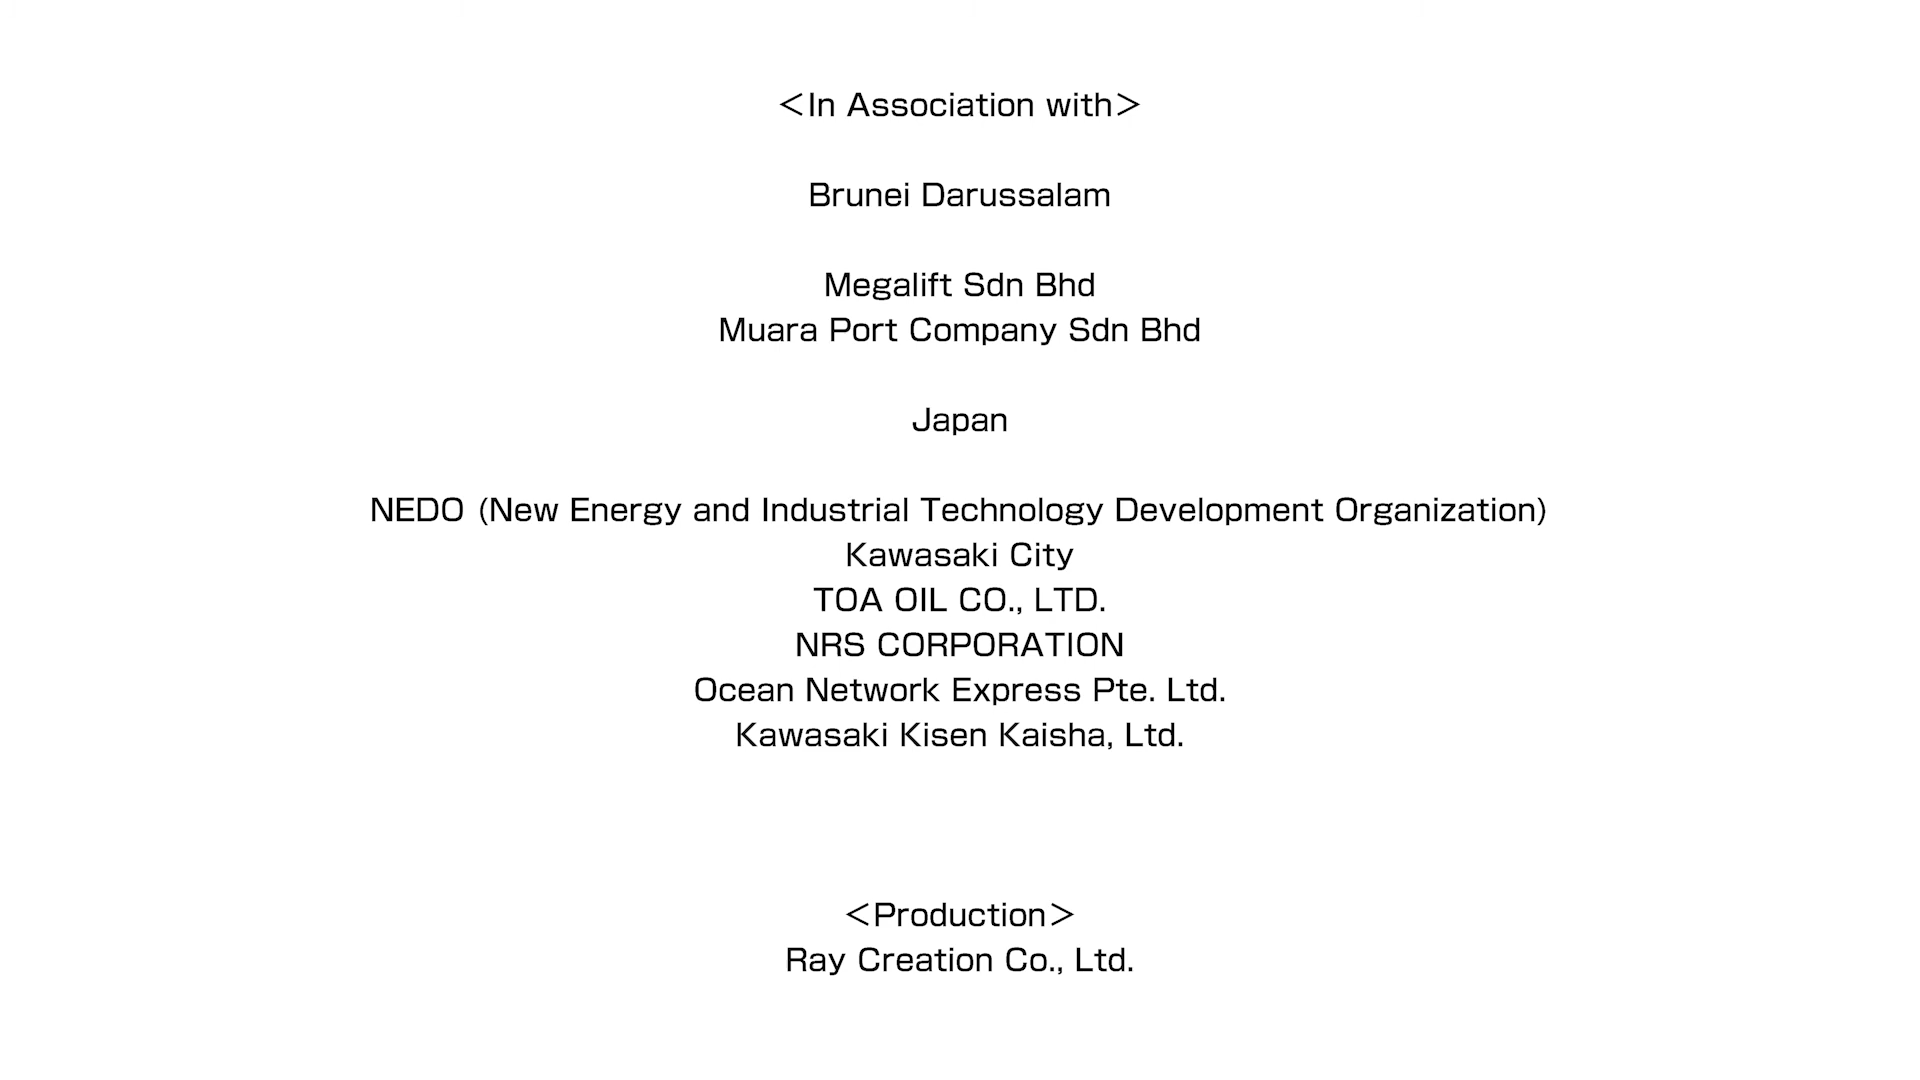 ＜In Association with＞
Brunei Darussalam
Megalift Sdn Bhd
Muara Port Company Sdn Bhd
Japan
NEDO (New Energy and Industrial Technology Development Organization)
Kawasaki City
TOA OIL CO., LTD.
NRS CORPORATION
Ocean Network Express Pte. Ltd.
Kawasaki Kisen Kaisha, Ltd.
＜Production＞
Ray Creation Co., Ltd.